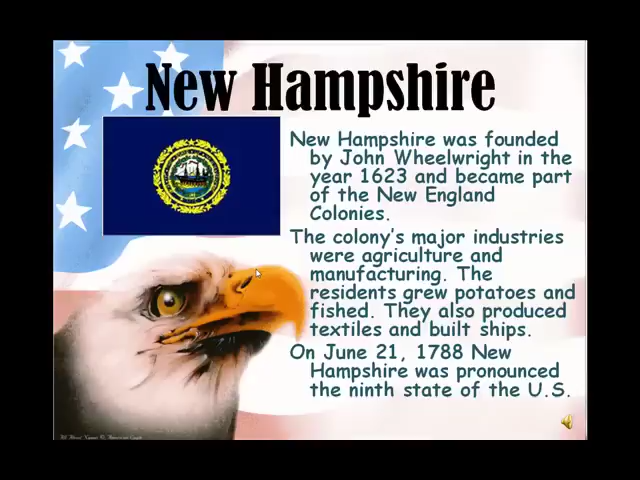 New Hampshire
New Hampshire was founded
by John Wheelwright in the
year 1623 and became part
of the New England
Colonies.
The colony's major industries
were agriculture and
manufacturing. The
residents grew potatoes and
fished. They also produced
textiles and built ships.
On June 21, 1788 New
Hampshire was pronounced
the ninth state of the U.S.